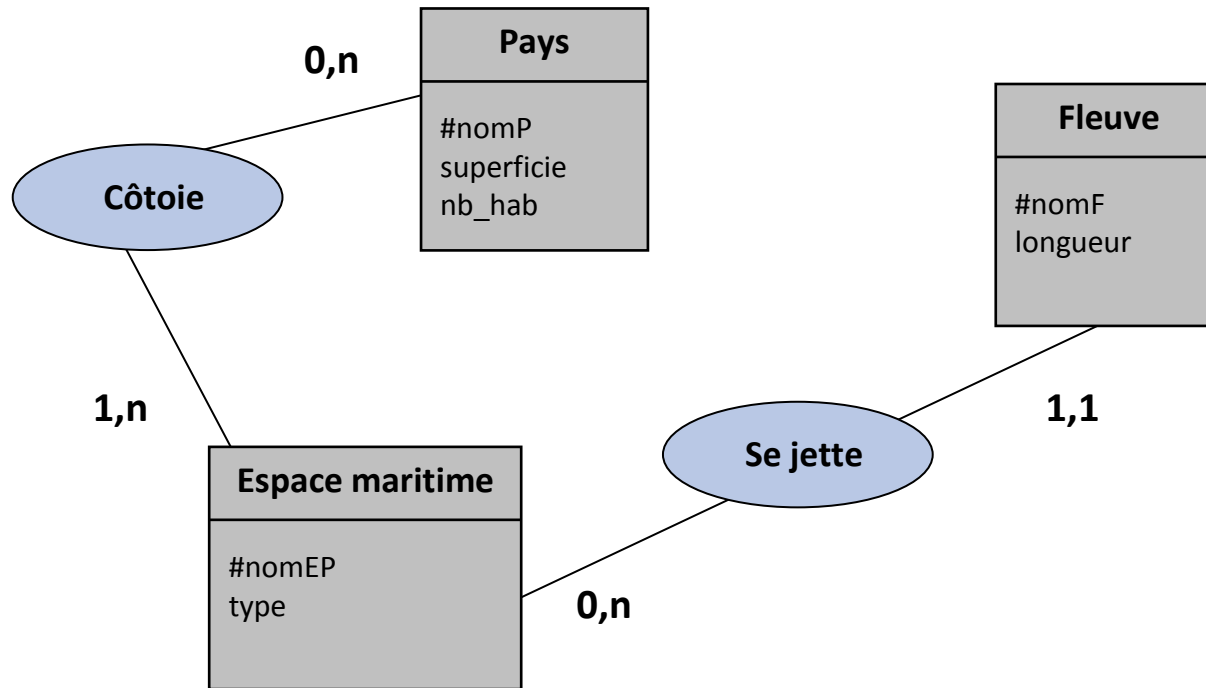 Pays
0,n
#nomP
superficie
nb_hab
Fleuve
#nomF
longueur
Côtoie
1,n
1,1
Se jette
Espace maritime
#nomEP
type
0,n